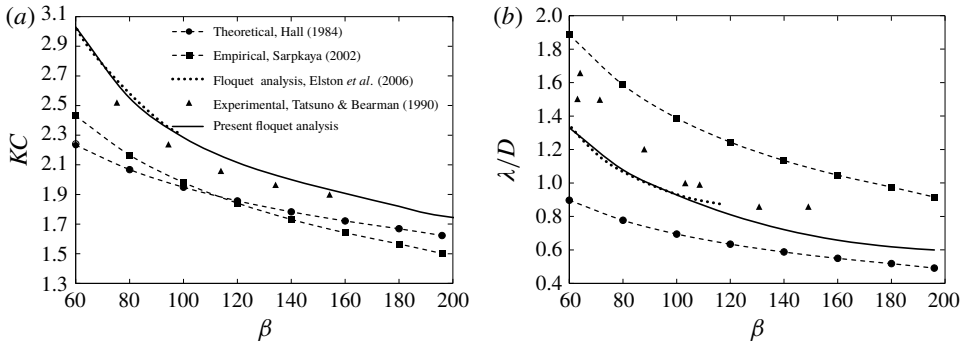 (a)
3.1
2.9
2.7
2.5
2.3
2.1
1.9
1.7
1.5
1.3
KC
60 80 100 120 140 160 180 200
β
Theoretical, Hall (1984)
Empirical, Sarpkaya (2002)
Floquet analysis, Elston et al. (2006)
Experimental, Tatsuno & Bearman (1990)
Present floquet analysis
(b)
2.0
1.8
1.6
1.4
1.2
1.0
0.8
0.6
0.4
λ/D
60 80 100 120 140 160 180 200
β